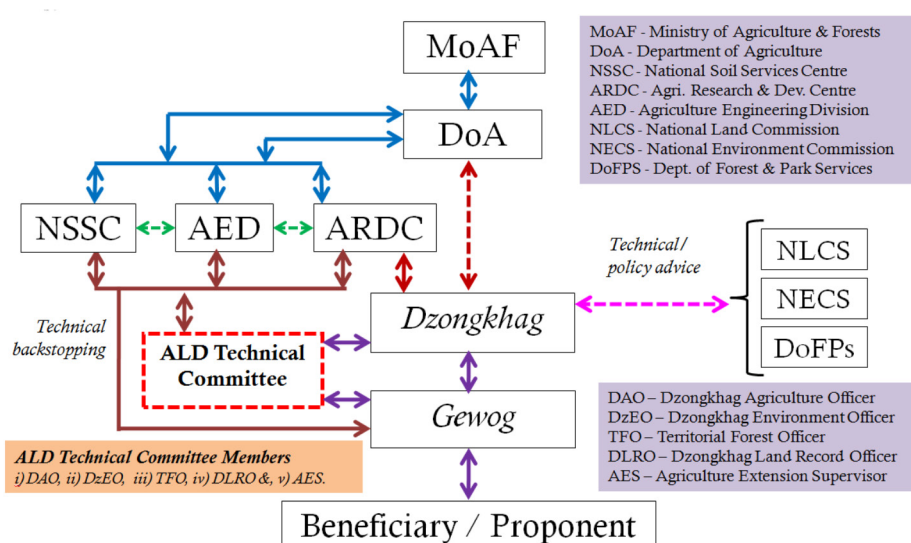 MoAF
MoAF - Ministry of Agriculture & Forests
DoA - Department of Agriculture
NSSC - National Soil Services Centre
ARDC - Agri. Research & Dev. Centre
AED - Agriculture Engineering Division
NLCS - National Land Commission
NECS - National Environment Commission
DoFPS - Dept. of Forest & Park Services
DoA
NSSC
AED
ARDC
Technical/
policy advice
NLCS
NECS
DoFPs
Dzongkhag
Technical
backstopping
ALD Technical
Committee
Gewog
DAO – Dzongkhag Agriculture Officer
DzEO – Dzongkhag Environment Officer
TFO – Territorial Forest Officer
DLRO – Dzongkhag Land Record Officer
AES – Agriculture Extension Supervisor
ALD Technical Committee Members
i) DAO, ii) DzEO, iii) TFO, iv) DLRO &, v) AES.
Beneficiary / Proponent